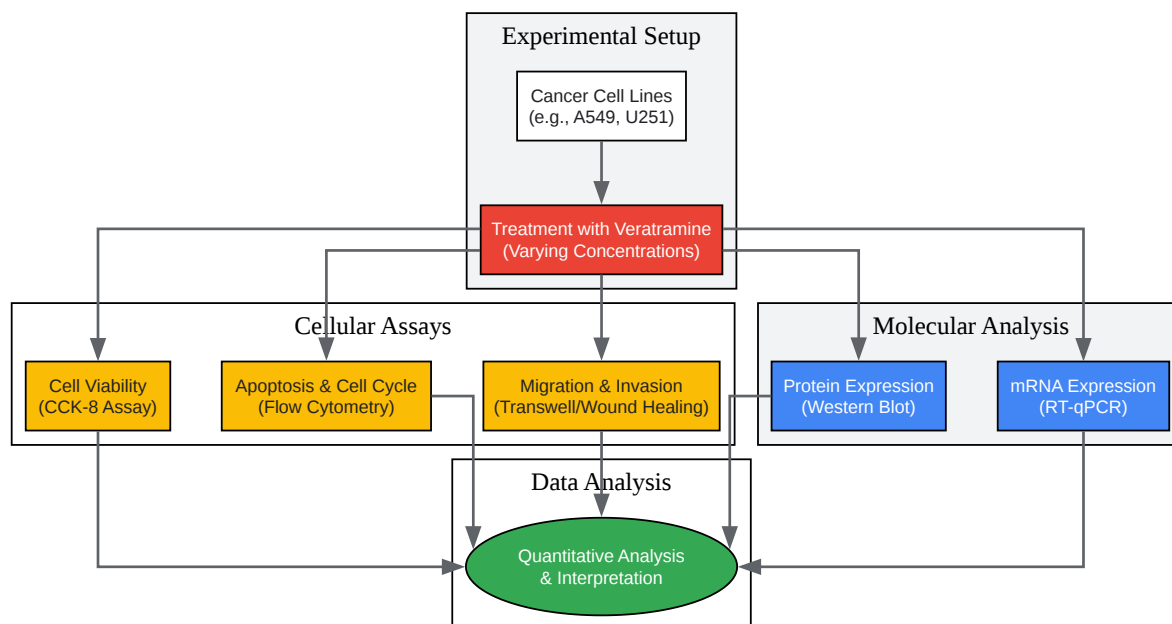 Experimental Setup
Cancer Cell Lines
(e.g., A549, U251)
Treatment with Veratramine
(Varying Concentrations)
Cellular Assays
Molecular Analysis
Cell Viability
(CCK-8 Assay)
Apoptosis & Cell Cycle
(Flow Cytometry)
Migration & Invasion
(Transwell/Wound Healing)
Protein Expression
(Western Blot)
mRNA Expression
(RT-qPCR)
Data Analysis
Quantitative Analysis
& Interpretation